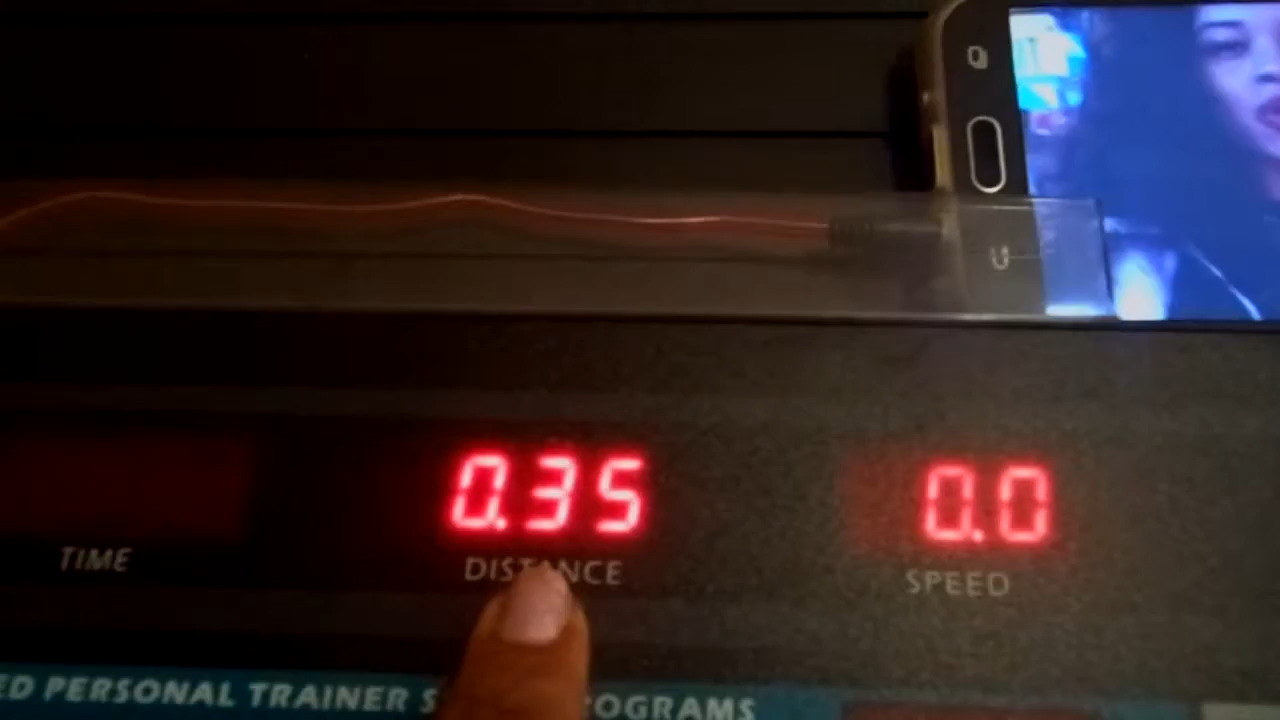 0.35
0.0
TIME
DISTANCE
SPEED
ED PERSONAL TRAINER S OGRAMS